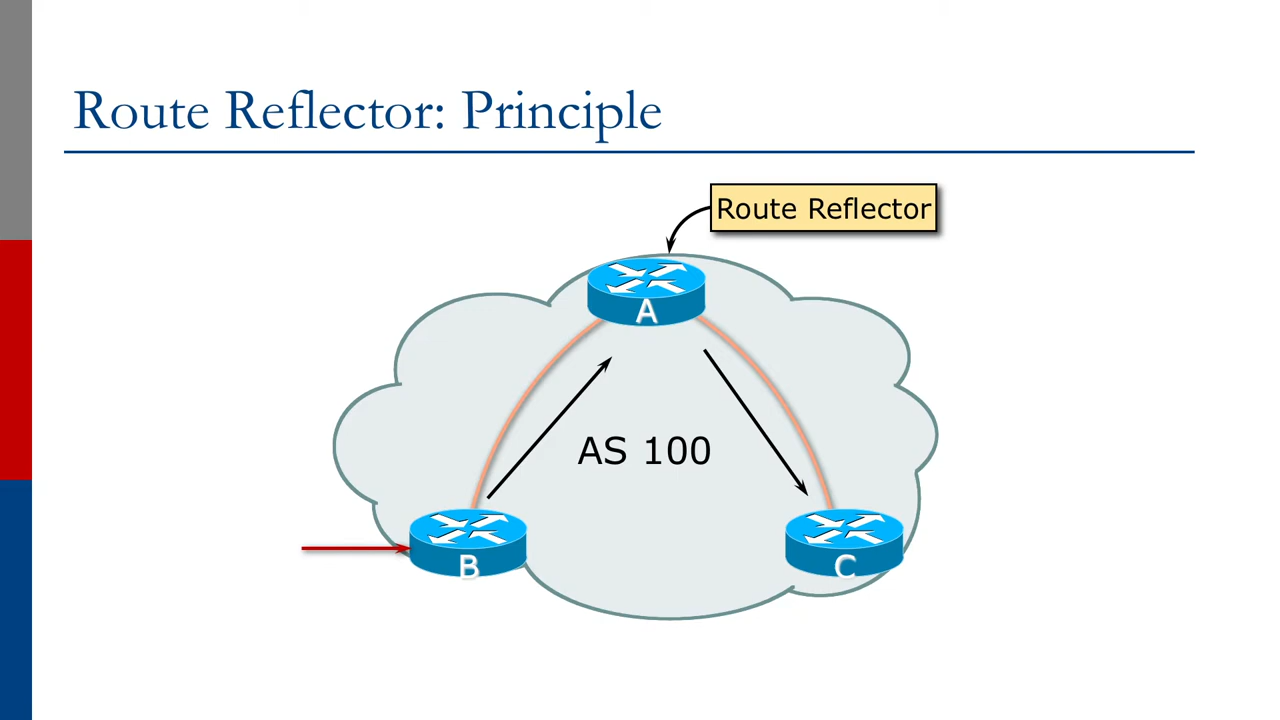 Route Reflector: Principle
Route Reflector
A
AS 100
B
C